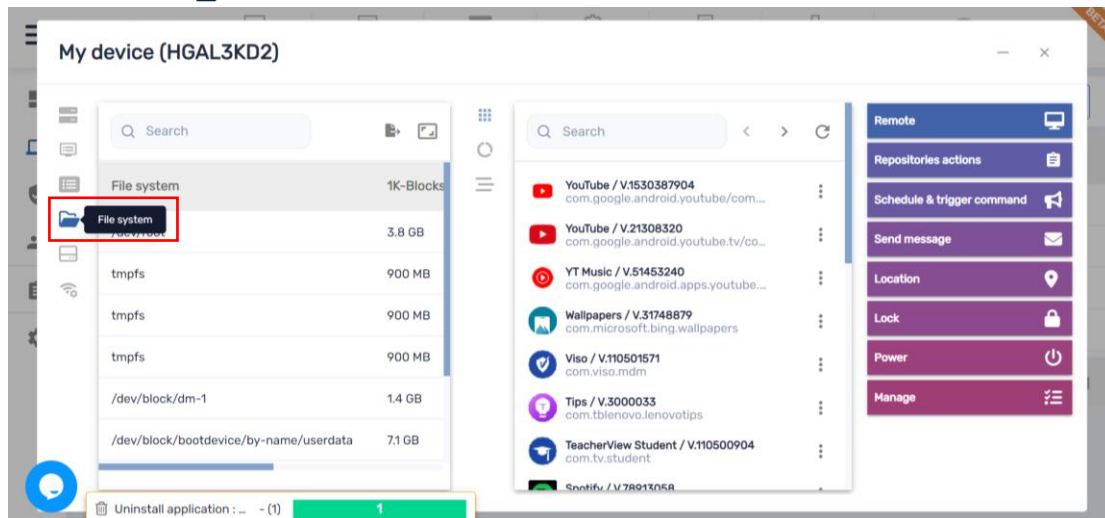 BETA
My device (HGAL3KD2)
Search
File system 1K-Blocks
File system
/dev/root 3.8 GB
tmpfs 900 MB
tmpfs 900 MB
tmpfs 900 MB
/dev/block/dm-1 1.4 GB
/dev/block/bootdevice/by-name/userdata 7.1 GB
Search
YouTube / V.1530387904
com.google.android.youtube/com...
YouTube / V.21308320
com.google.android.youtube.tv/co...
YT Music / V.51453240
com.google.android.apps.youtube...
Wallpapers / V.31748879
com.microsoft.bing.wallpapers
Viso / V.110501571
com.viso.mdm
Tips / V.3000033
com.tblenovo.lenovotips
TeacherView Student / V.110500904
com.tv.student
Spotify / V.78913058
Remote
Repositories actions
Schedule & trigger command
Send message
Location
Lock
Power
Manage
Uninstall application : ... - (1) 1